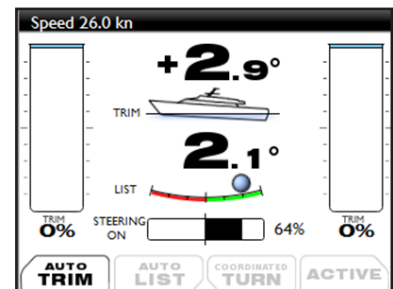 Speed 26.0 kn
+2.9°
TRIM
2.1°
LIST
TRIM
0%
STEERING
ON
64%
TRIM
0%
AUTO
TRIM
AUTO
LIST
COORDINATED
TURN
ACTIVE